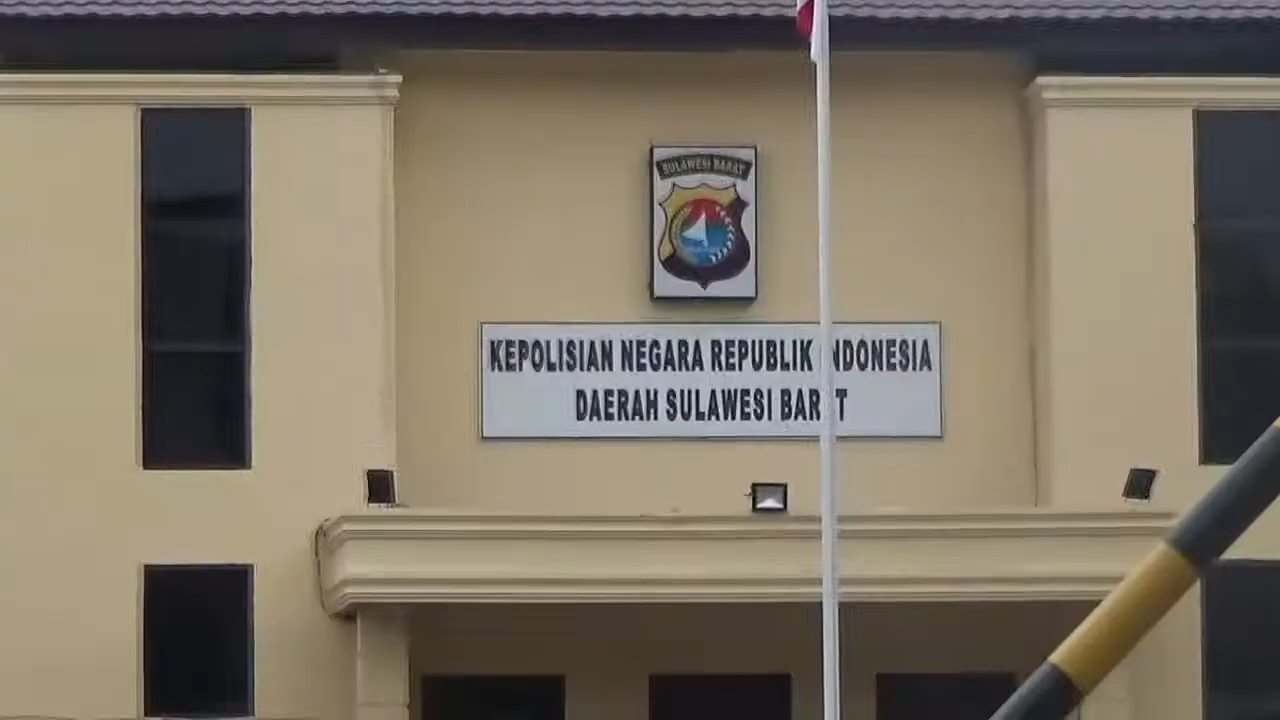 SULAWESI BARAT
KEPOLISIAN NEGARA REPUBLIK INDONESIA
DAERAH SULAWESI BARAT